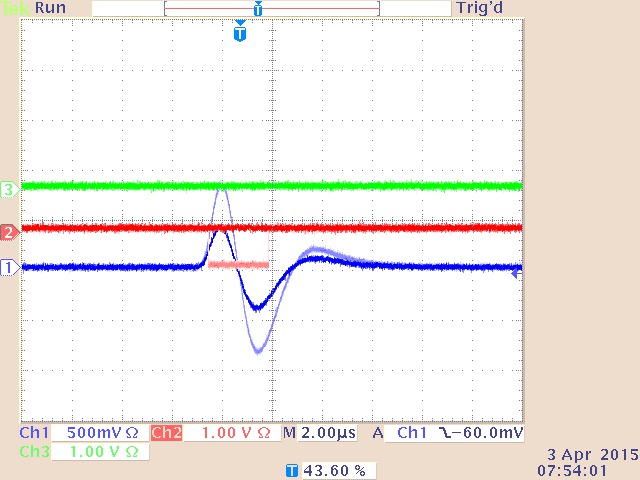 Tek Run Trig'd
T
T
3
2
1
Ch1 500mV Ω Ch2 1.00 V Ω M 2.00µs A Ch1 ∖ −60.0mV
Ch3 1.00 V Ω
T 43.60 %
3 Apr 2015
07:54:01